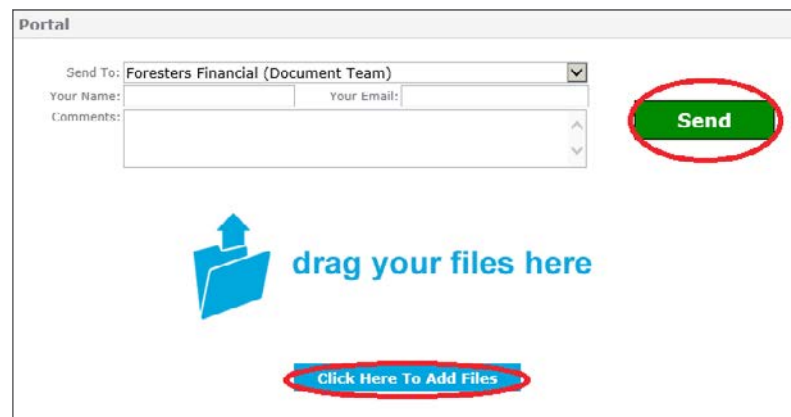 Portal
Send To: Foresters Financial (Document Team)
Your Name: Your Email:
Comments:
Send
drag your files here
Click Here To Add Files